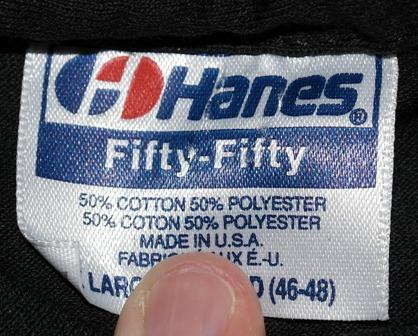 Hanes®
Fifty-Fifty
50% COTTON 50% POLYESTER
50% COTON 50% POLYESTER
MADE IN U.S.A.
É.-U.
(46-48)